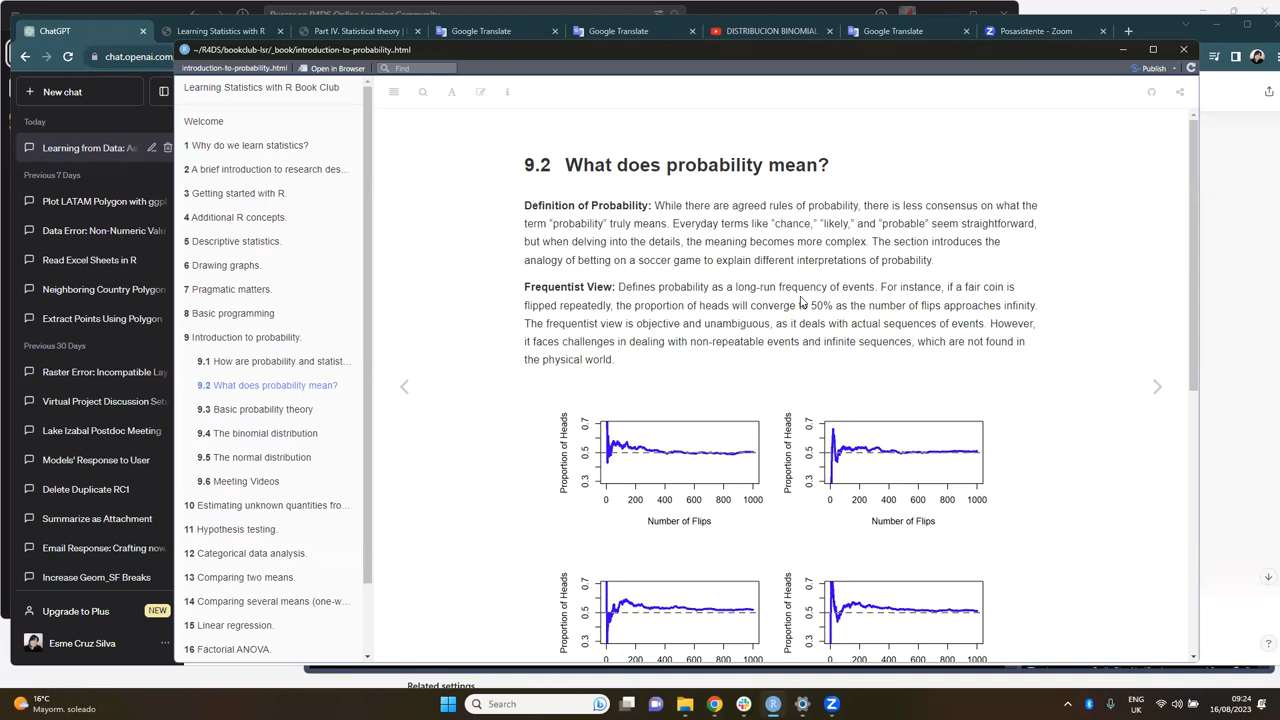 ChatGPT
Learning Statistics with R
Part IV. Statistical theory |
Google Translate
Google Translate
DISTRIBUCION BINOMIAL
Google Translate
Posasistente - Zoom
chat.openai.com
~/R4DS/bookclub-lsr/_book/introduction-to-probability..html
introduction-to-probability..html
Open in Browser
Find
Publish
New chat
Today
Learning from Data:
Previous 7 Days
Plot LATAM Polygon with ggpl
Data Error: Non-Numeric Valu
Read Excel Sheets in R
Neighboring Country Polygon
Extract Points Using Polygon
Previous 30 Days
Raster Error: Incompatible Lay
Virtual Project Discussion Set
Lake Izabal Postdoc Meeting
Models' Response to User
Delete Duplicate RC1
Summarize as Attachment
Email Response: Crafting now.
Increase Geom_SF Breaks
Upgrade to Plus
NEW
Esme Cruz Silva
Learning Statistics with R Book Club
Welcome
1 Why do we learn statistics?
2 A brief introduction to research des...
3 Getting started with R.
4 Additional R concepts.
5 Descriptive statistics.
6 Drawing graphs.
7 Pragmatic matters.
8 Basic programming
9 Introduction to probability.
9.1 How are probability and statist...
9.2 What does probability mean?
9.3 Basic probability theory
9.4 The binomial distribution
9.5 The normal distribution
9.6 Meeting Videos
10 Estimating unknown quantities fro...
11 Hypothesis testing.
12 Categorical data analysis.
13 Comparing two means.
14 Comparing several means (one-w...
15 Linear regression.
16 Factorial ANOVA.
9.2 What does probability mean?
Definition of Probability: While there are agreed rules of probability, there is less consensus on what the
term “probability” truly means. Everyday terms like “chance,” “likely,” and “probable” seem straightforward,
but when delving into the details, the meaning becomes more complex. The section introduces the
analogy of betting on a soccer game to explain different interpretations of probability.
Frequentist View: Defines probability as a long-run frequency of events. For instance, if a fair coin is
flipped repeatedly, the proportion of heads will converge to 50% as the number of flips approaches infinity.
The frequentist view is objective and unambiguous, as it deals with actual sequences of events. However,
it faces challenges in dealing with non-repeatable events and infinite sequences, which are not found in
the physical world.
Proportion of Heads
0.3 0.5 0.7
0 200 400 600 800 1000
Number of Flips
Proportion of Heads
0.3 0.5 0.7
0 200 400 600 800 1000
Number of Flips
Proportion of Heads
0.3 0.5 0.7
Proportion of Heads
0.3 0.5 0.7
Related settings
16°C
Mayorm. soleado
Search
ENG
UK
09:24
16/08/2023